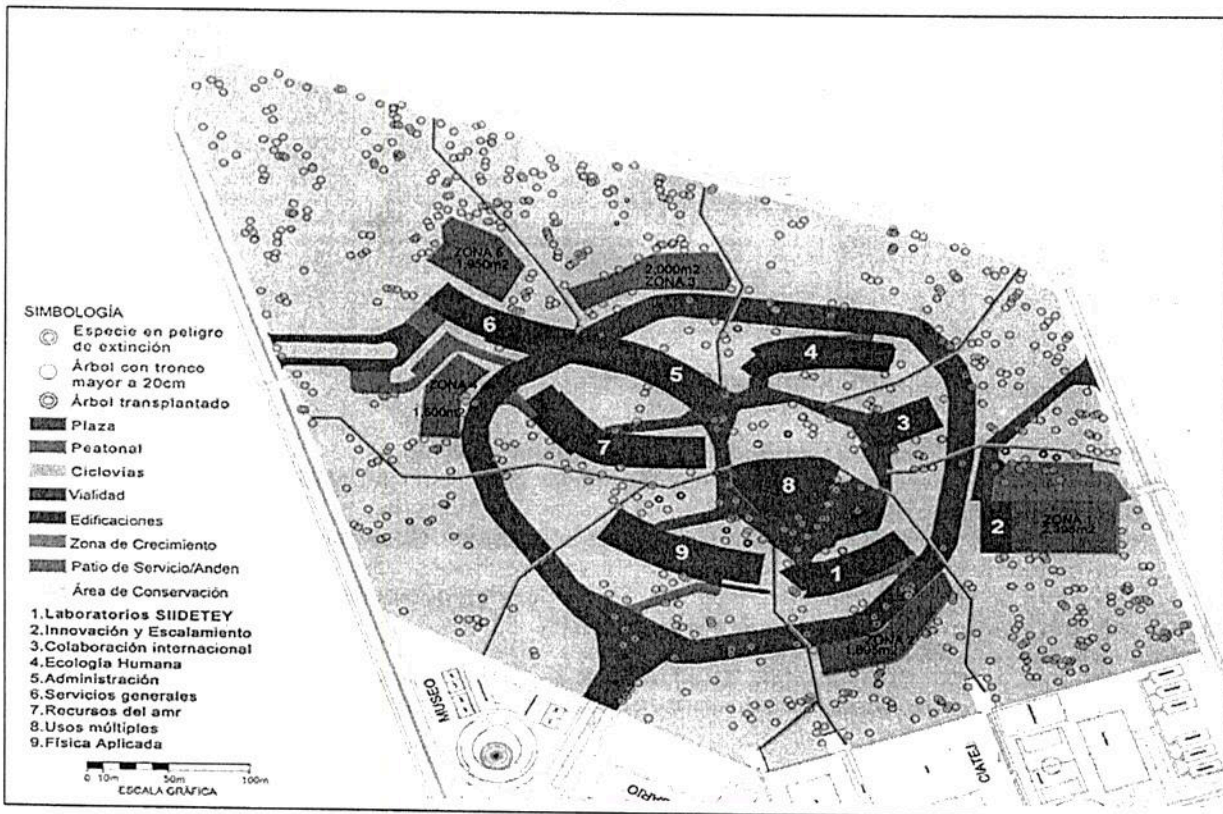 SIMBOLOGÍA
Especie en peligro
de extinción
Árbol con tronco
mayor a 20cm
Árbol transplantado
Plaza
Peatonal
Ciclovias
Vialidad
Edificaciones
Zona de Crecimiento
Patio de Servicio/Anden
Área de Conservación
1.Laboratorios SIIDETEY
2.Innovación y Escalamiento
3.Colaboración internacional
4.Ecología Humana
5.Administración
6.Servicios generales
7.Recursos del amr
8.Usos múltiples
9.Física Aplicada
0 10m 50m 100m
ESCALA GRÁFICA
1,950m2
2,000m2
ZONA 3
6
5
4
ZONA 4
1,500m2
7
3
8
2
ZONA
9
1
ZONA 2
MUSEO
CIATEJ